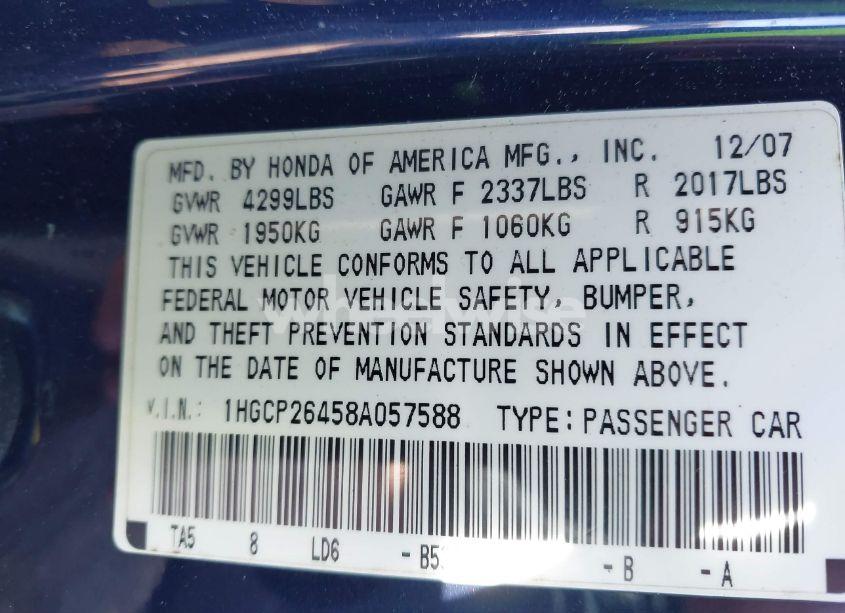 MFD. BY HONDA OF AMERICA MFG., INC. 12/07
GVWR 4299LBS GAWR F 2337LBS R 2017LBS
GVWR 1950KG GAWR F 1060KG R 915KG
THIS VEHICLE CONFORMS TO ALL APPLICABLE
FEDERAL MOTOR VEHICLE SAFETY, BUMPER,
AND THEFT PREVENTION STANDARDS IN EFFECT
ON THE DATE OF MANUFACTURE SHOWN ABOVE.
V.I.N.: 1HGCP26458A057588 TYPE: PASSENGER CAR
TA5 8 LD6 - B - A
wheelwise